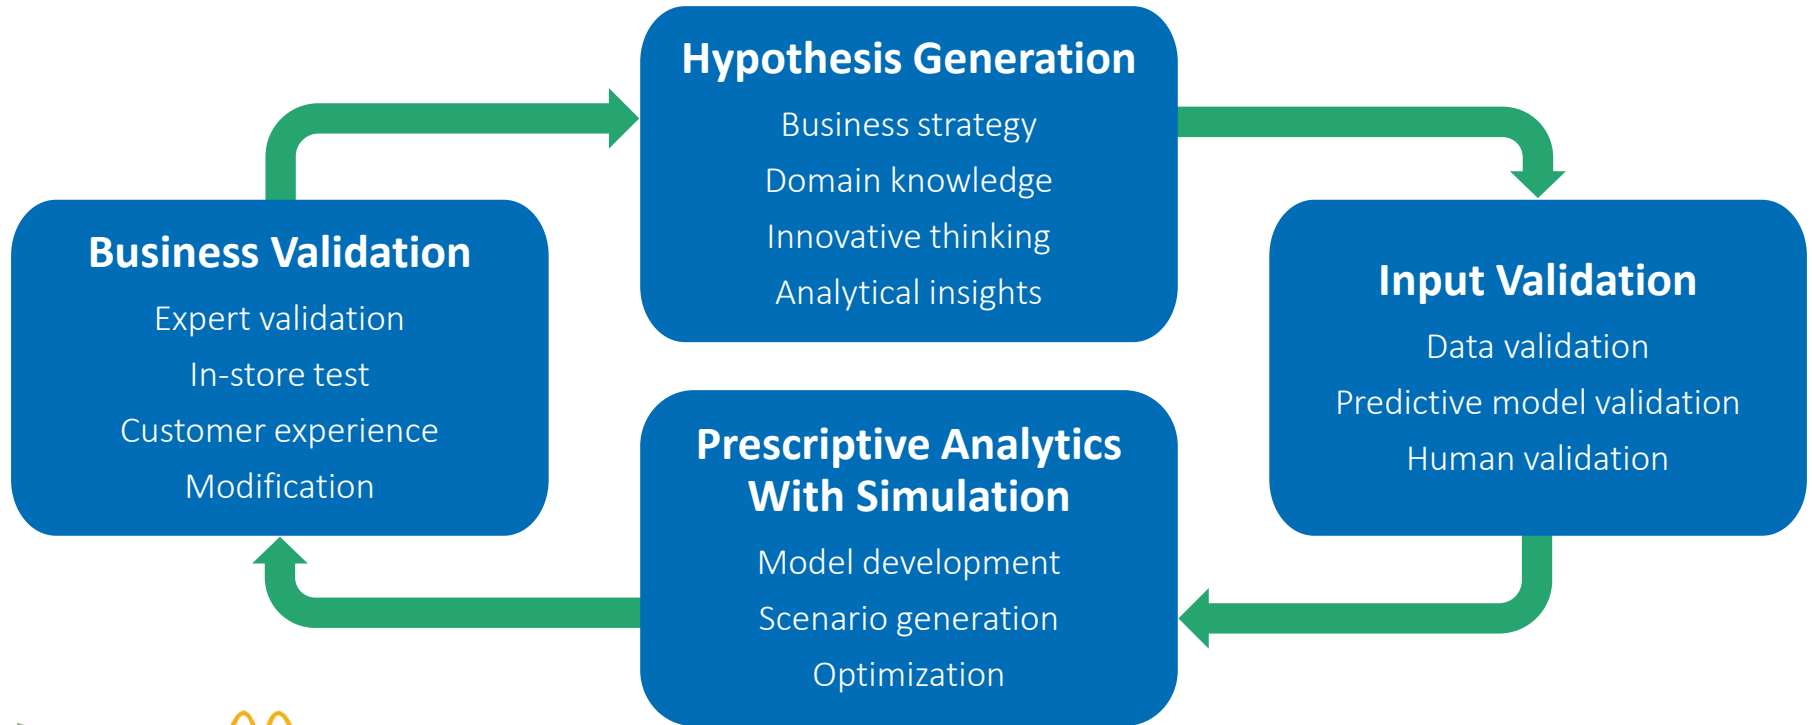 Hypothesis Generation
Business strategy
Domain knowledge
Innovative thinking
Analytical insights
Business Validation
Expert validation
In-store test
Customer experience
Modification
Input Validation
Data validation
Predictive model validation
Human validation
Prescriptive Analytics
With Simulation
Model development
Scenario generation
Optimization